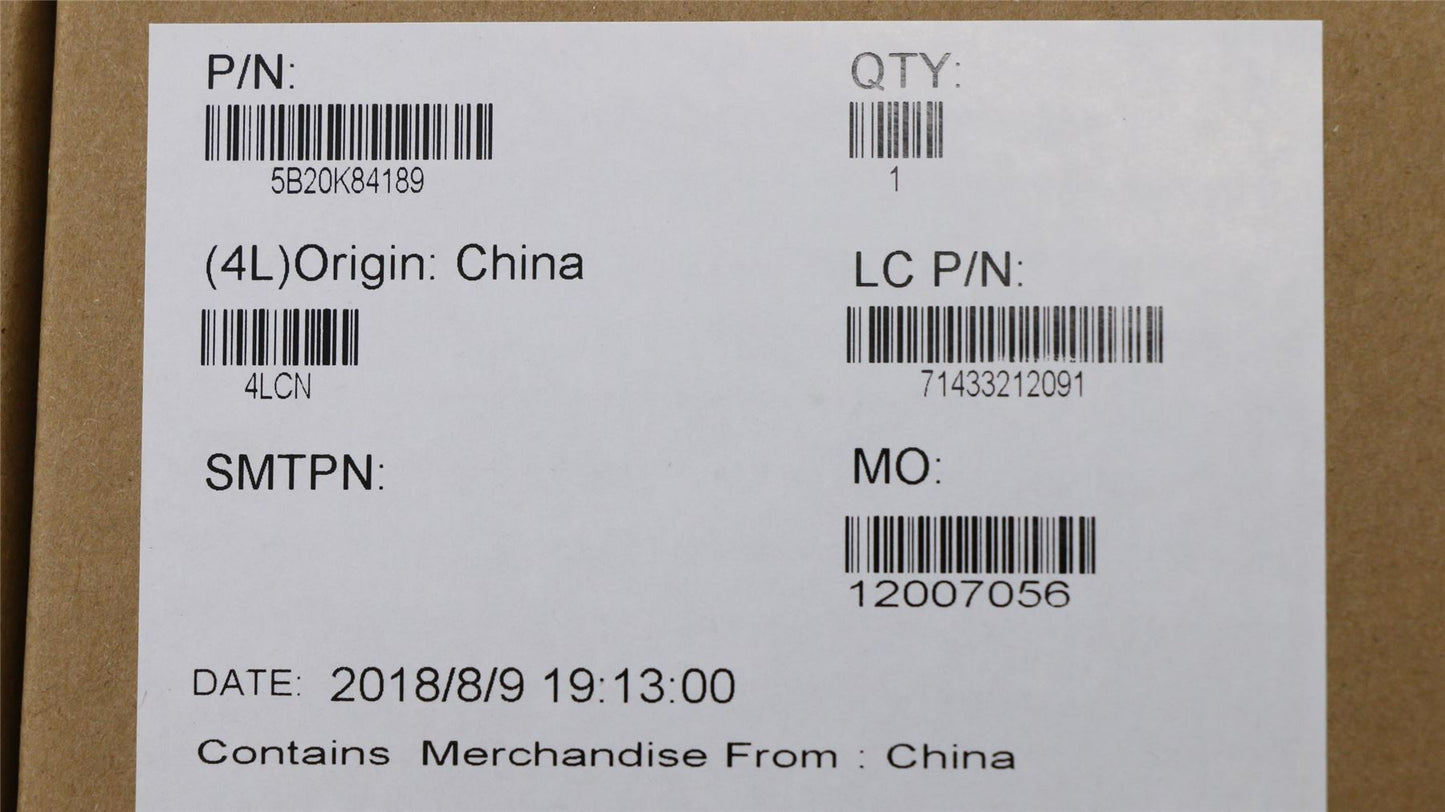 P/N:
5B20K84189
QTY:
1
(4L)Origin: China
4LCN
LC P/N:
71433212091
SMTPN:
MO:
12007056
DATE: 2018/8/9 19:13:00
Contains Merchandise From : China